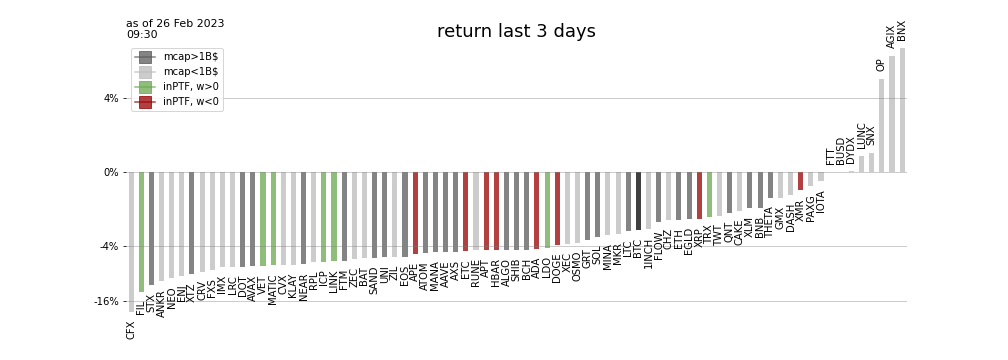 as of 26 Feb 2023
09:30
return last 3 days
mcap>1B$
mcap<1B$
inPTF, w>0
inPTF, w<0
4%
0%
-4%
-16%
CFX
FIL
STX
ANKR
NEO
ENJ
XTZ
CRV
FXS
IMX
LRC
DOT
AVAX
VET
MATIC
CVX
KLAY
NEAR
RPL
ICP
LINK
FTM
ZEC
BAT
SAND
UNI
ZIL
EOS
APE
ATOM
MANA
AAVE
AXS
ETC
RUNE
APT
HBAR
ALGO
SHIB
BCH
ADA
LDO
DOGE
XEC
OSMO
GRT
SOL
MINA
MKR
LTC
BTC
1INCH
FLOW
CHZ
ETH
EGLD
XRP
TRX
TWT
QNT
CAKE
XLM
BNB
THETA
GMX
DASH
XMR
PAXG
IOTA
FTT
BUSD
DYDX
LUNC
SNX
OP
AGIX
BNX